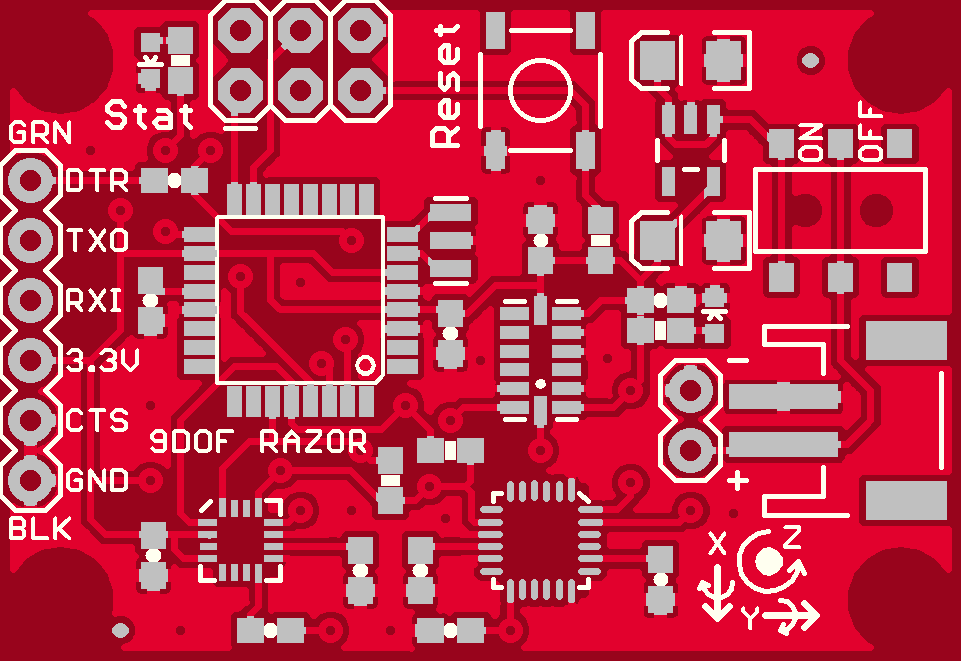 Reset
Stat
ON
OFF
GRN
DTR
TXO
RXI
3.3V
CTS
GND
BLK
9DOF RAZOR
-
+
X
Z
Y